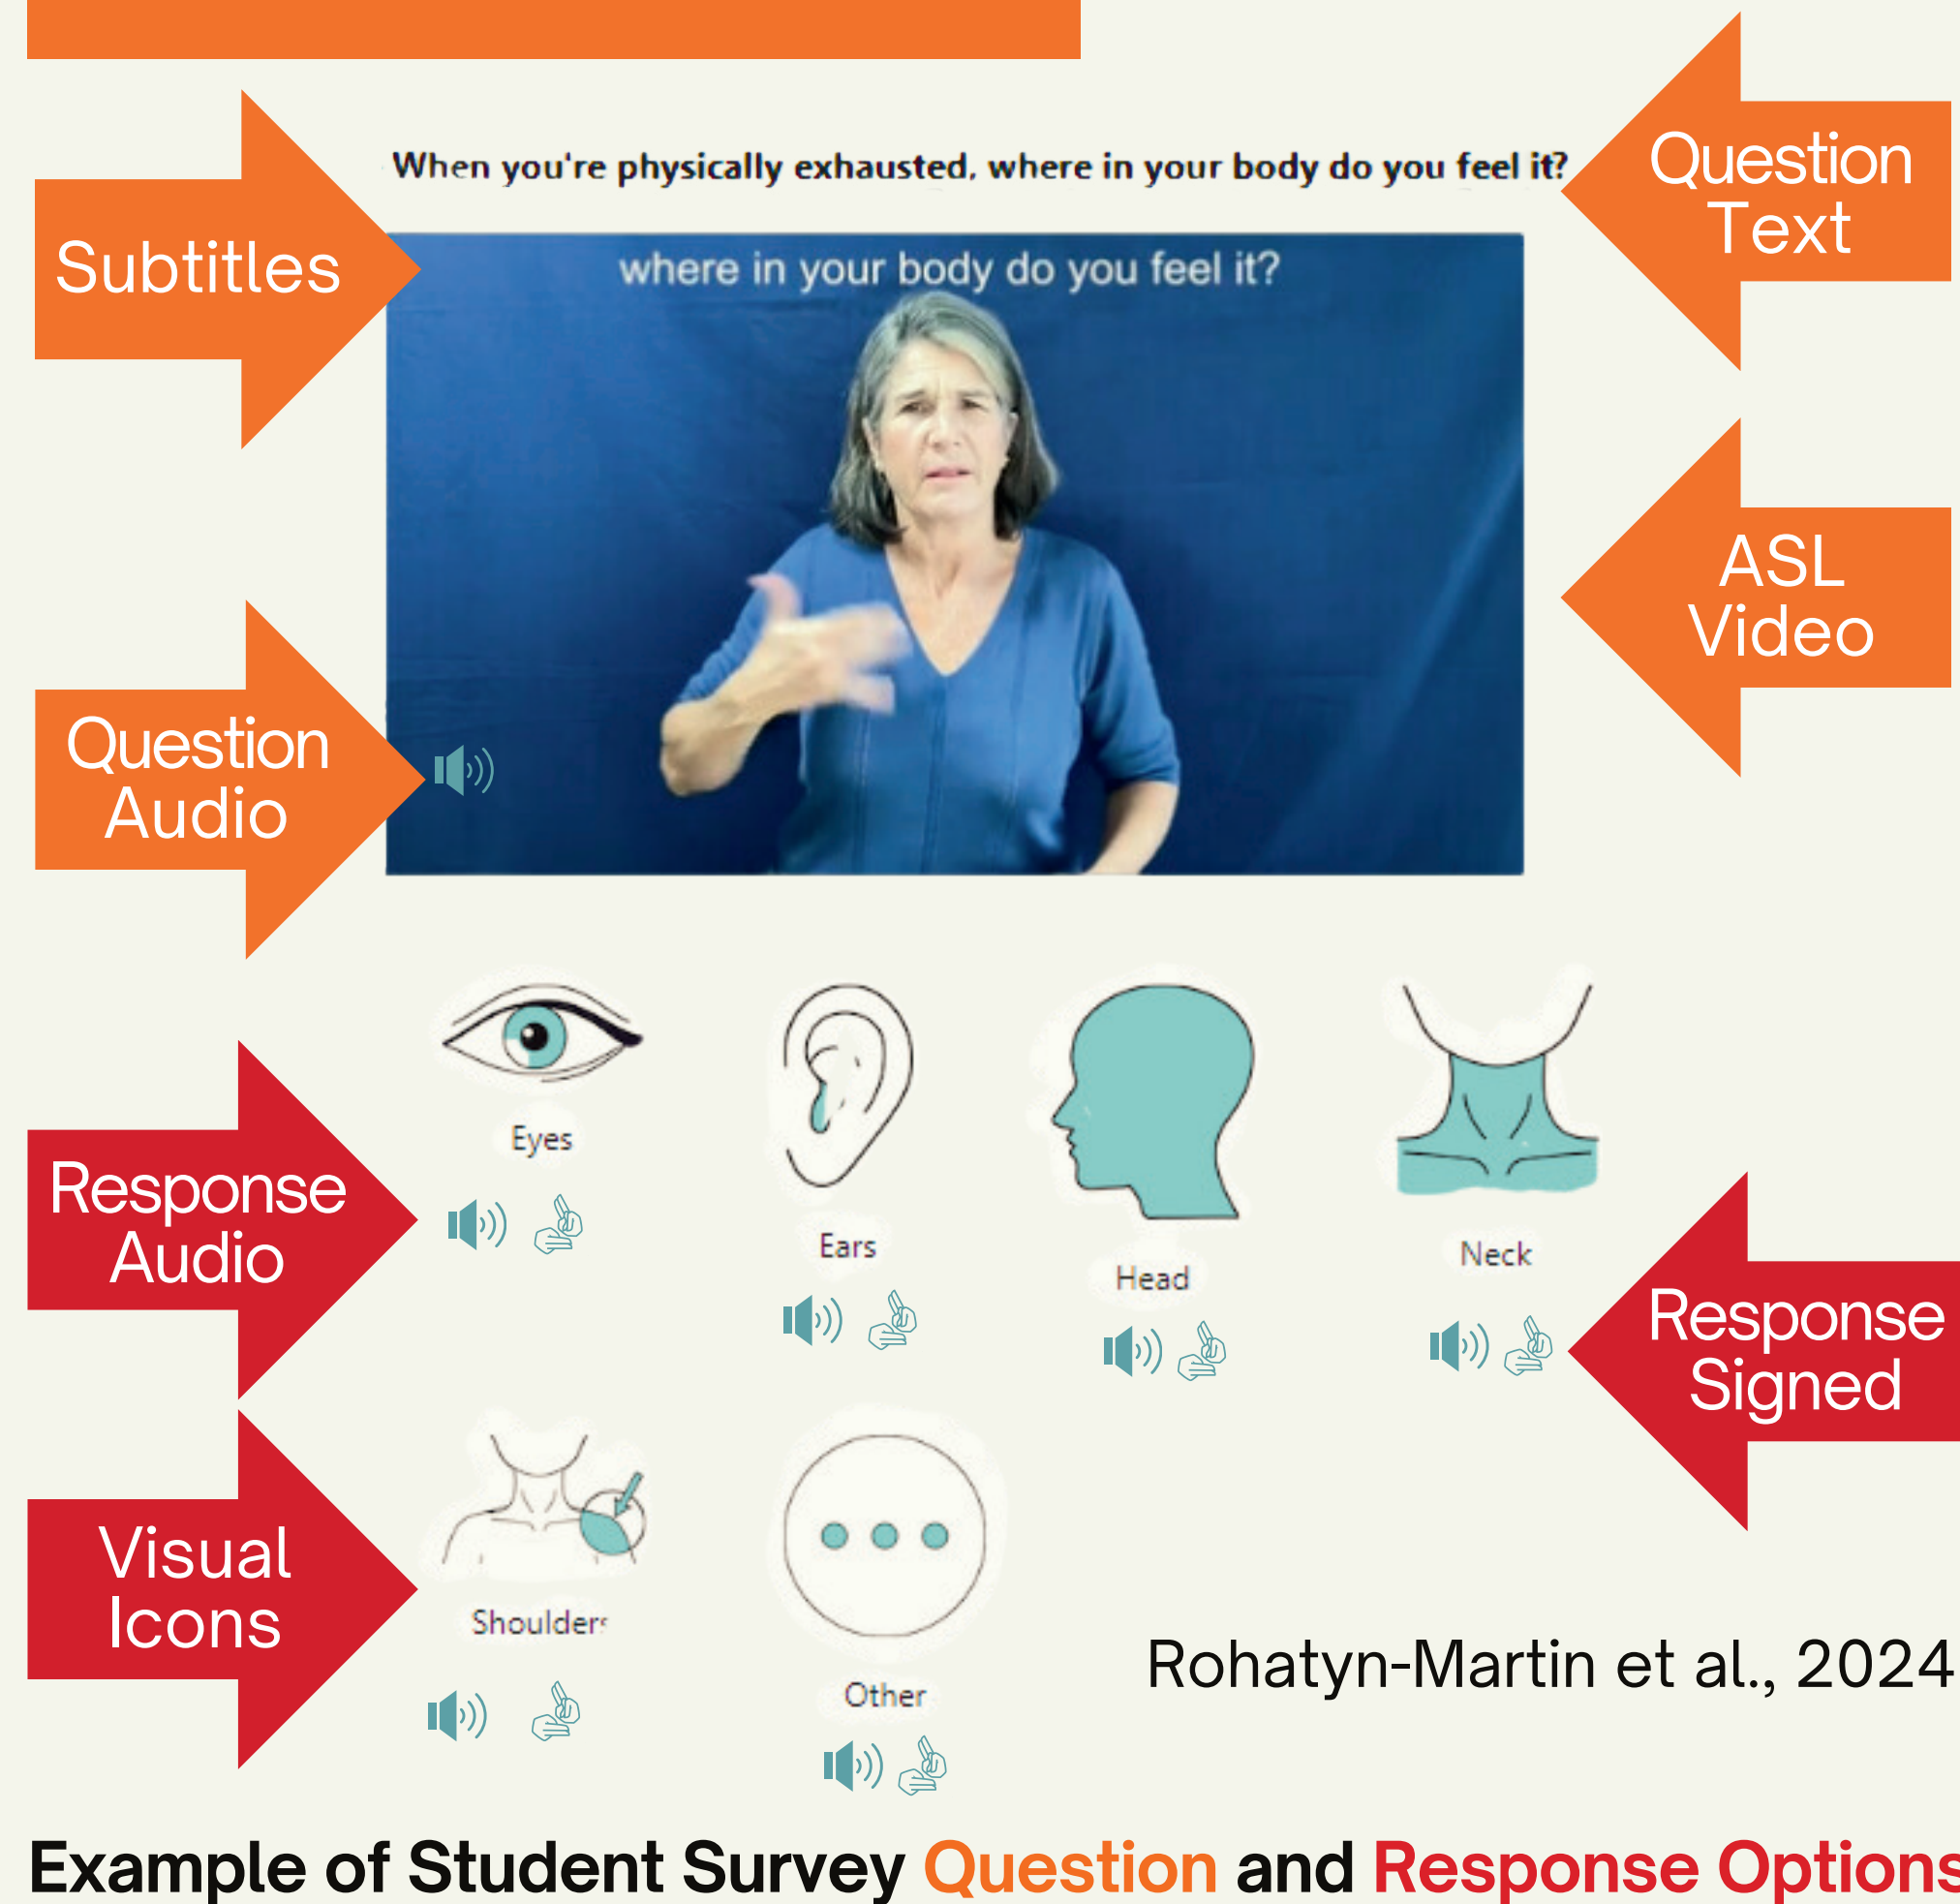 When you're physically exhausted, where in your body do you feel it?
Question
Text
Subtitles
where in your body do you feel it?
ASL
Video
Question
Audio
Eyes
Ears
Head
Neck
Response
Audio
Response
Signed
Visual
Icons
Shoulders
Other
Rohatyn-Martin et al., 2024
Example of Student Survey Question and Response Options